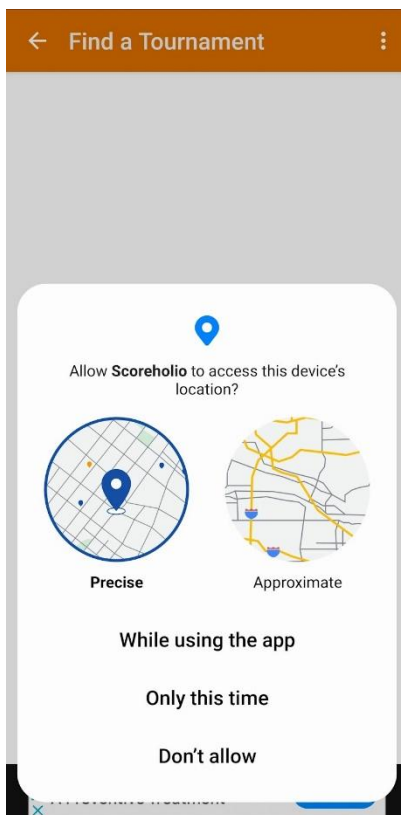 Find a Tournament
Allow Scoreholio to access this device's
location?
Precise
Approximate
While using the app
Only this time
Don't allow